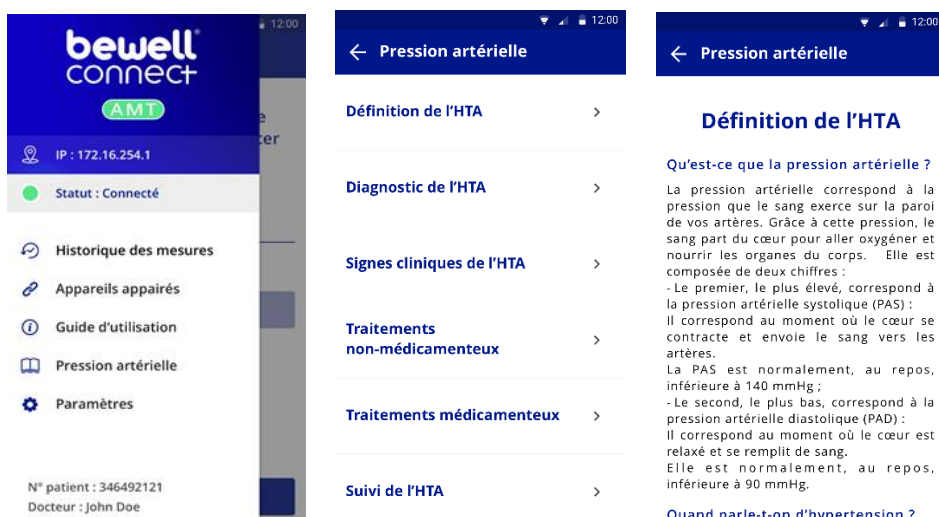 12:00
bewell
connect
AMT
IP : 172.16.254.1
Statut : Connecté
Historique des mesures
Appareils appairés
Guide d'utilisation
Pression artérielle
Paramètres
N° patient : 346492121
Docteur : John Doe
12:00
Pression artérielle
Définition de l'HTA
Diagnostic de l'HTA
Signes cliniques de l'HTA
Traitements
non-médicamenteux
Traitements médicamenteux
Suivi de l'HTA
12:00
Pression artérielle
Définition de l'HTA
Qu'est-ce que la pression artérielle ?
La pression artérielle correspond à la
pression que le sang exerce sur la paroi
de vos artères. Grâce à cette pression, le
sang part du cœur pour aller oxygéner et
nourrir les organes du corps. Elle est
composée de deux chiffres :
- Le premier, le plus élevé, correspond à
la pression artérielle systolique (PAS) :
Il correspond au moment où le cœur se
contracte et envoie le sang vers les
artères.
La PAS est normalement, au repos,
inférieure à 140 mmHg ;
- Le second, le plus bas, correspond à la
pression artérielle diastolique (PAD) :
Il correspond au moment où le cœur est
relaxé et se remplit de sang.
Elle est normalement, au repos,
inférieure à 90 mmHg.
Quand parle-t-on d'hypertension ?